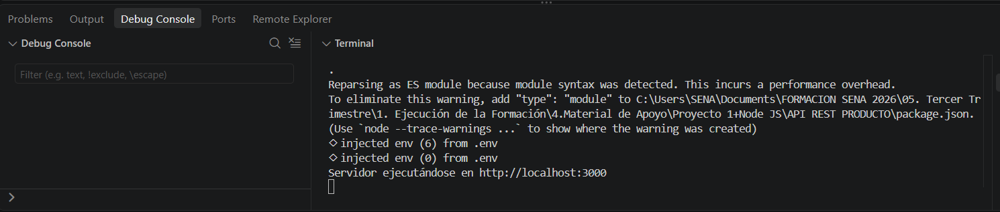 Problems Output Debug Console Ports Remote Explorer
Debug Console
Filter (e.g. text, !exclude, \escape)
Terminal
.
Reparsing as ES module because module syntax was detected. This incurs a performance overhead.
To eliminate this warning, add "type": "module" to C:\Users\SENA\Documents\FORMACION SENA 2026\05. Tercer Tr
imestre\1. Ejecución de la Formación\4.Material de Apoyo\Proyecto 1+Node JS\API REST PRODUCTO\package.json.
(Use `node --trace-warnings ...` to show where the warning was created)
◇ injected env (6) from .env
◇ injected env (0) from .env
Servidor ejecutándose en http://localhost:3000